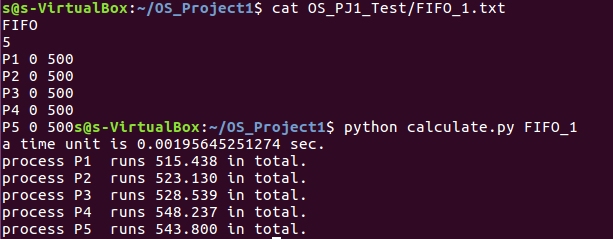 s@s-VirtualBox:~/OS_Project1$ cat OS_PJ1_Test/FIFO_1.txt
FIFO
5
P1 0 500
P2 0 500
P3 0 500
P4 0 500
P5 0 500s@s-VirtualBox:~/OS_Project1$ python calculate.py FIFO_1
a time unit is 0.00195645251274 sec.
process P1  runs 515.438 in total.
process P2  runs 523.130 in total.
process P3  runs 528.539 in total.
process P4  runs 548.237 in total.
process P5  runs 543.800 in total.